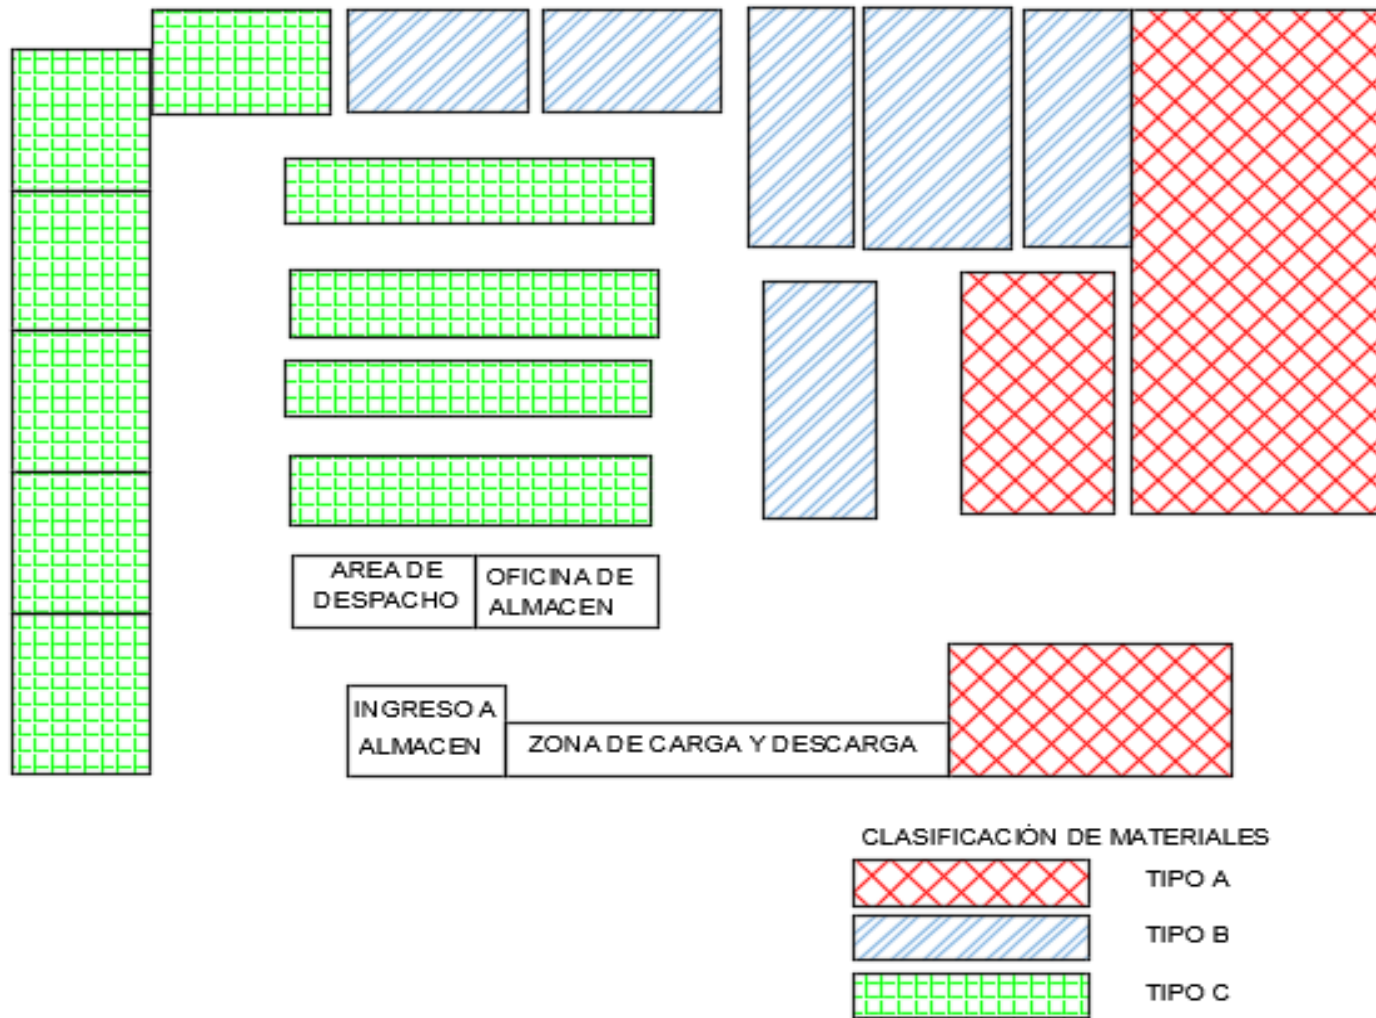 AREA DE
DESPACHO
OFICINA DE
ALMACEN
INGRESO A
ALMACEN
ZONA DE CARGA Y DESCARGA
CLASIFICACIÓN DE MATERIALES
TIPO A
TIPO B
TIPO C